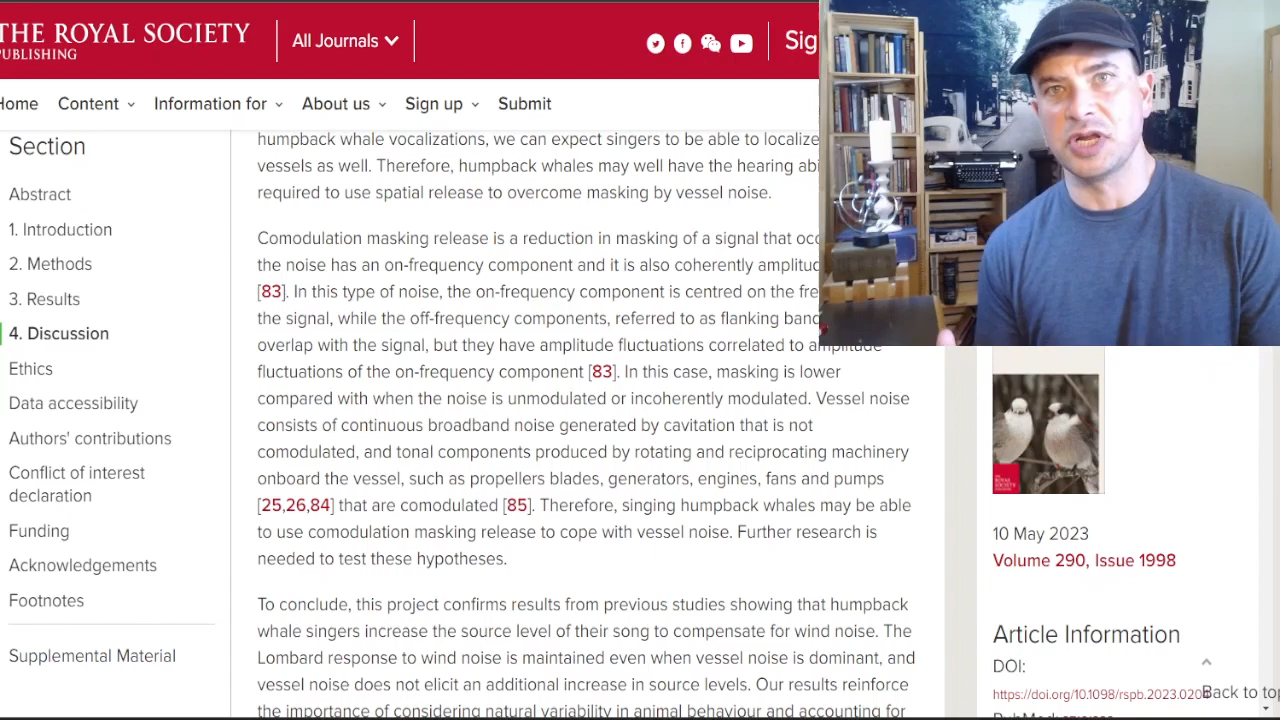 THE ROYAL SOCIETY
PUBLISHING
All Journals
Sig
Home
Content
Information for
About us
Sign up
Submit
Section
Abstract
1. Introduction
2. Methods
3. Results
4. Discussion
Ethics
Data accessibility
Authors' contributions
Conflict of interest
declaration
Funding
Acknowledgements
Footnotes
Supplemental Material
humpback whale vocalizations, we can expect singers to be able to localize
vessels as well. Therefore, humpback whales may well have the hearing abi
required to use spatial release to overcome masking by vessel noise.
Comodulation masking release is a reduction in masking of a signal that occ
the noise has an on-frequency component and it is also coherently amplitud
[83]. In this type of noise, the on-frequency component is centred on the fre
the signal, while the off-frequency components, referred to as flanking band
overlap with the signal, but they have amplitude fluctuations correlated to amplitude
fluctuations of the on-frequency component [83]. In this case, masking is lower
compared with when the noise is unmodulated or incoherently modulated. Vessel noise
consists of continuous broadband noise generated by cavitation that is not
comodulated, and tonal components produced by rotating and reciprocating machinery
onboard the vessel, such as propellers blades, generators, engines, fans and pumps
[25,26,84] that are comodulated [85]. Therefore, singing humpback whales may be able
to use comodulation masking release to cope with vessel noise. Further research is
needed to test these hypotheses.
To conclude, this project confirms results from previous studies showing that humpback
whale singers increase the source level of their song to compensate for wind noise. The
Lombard response to wind noise is maintained even when vessel noise is dominant, and
vessel noise does not elicit an additional increase in source levels. Our results reinforce
the importance of considering natural variability in animal behaviour and accounting for
10 May 2023
Volume 290, Issue 1998
Article Information
DOI:
https://doi.org/10.1098/rspb.2023.020
Back to top